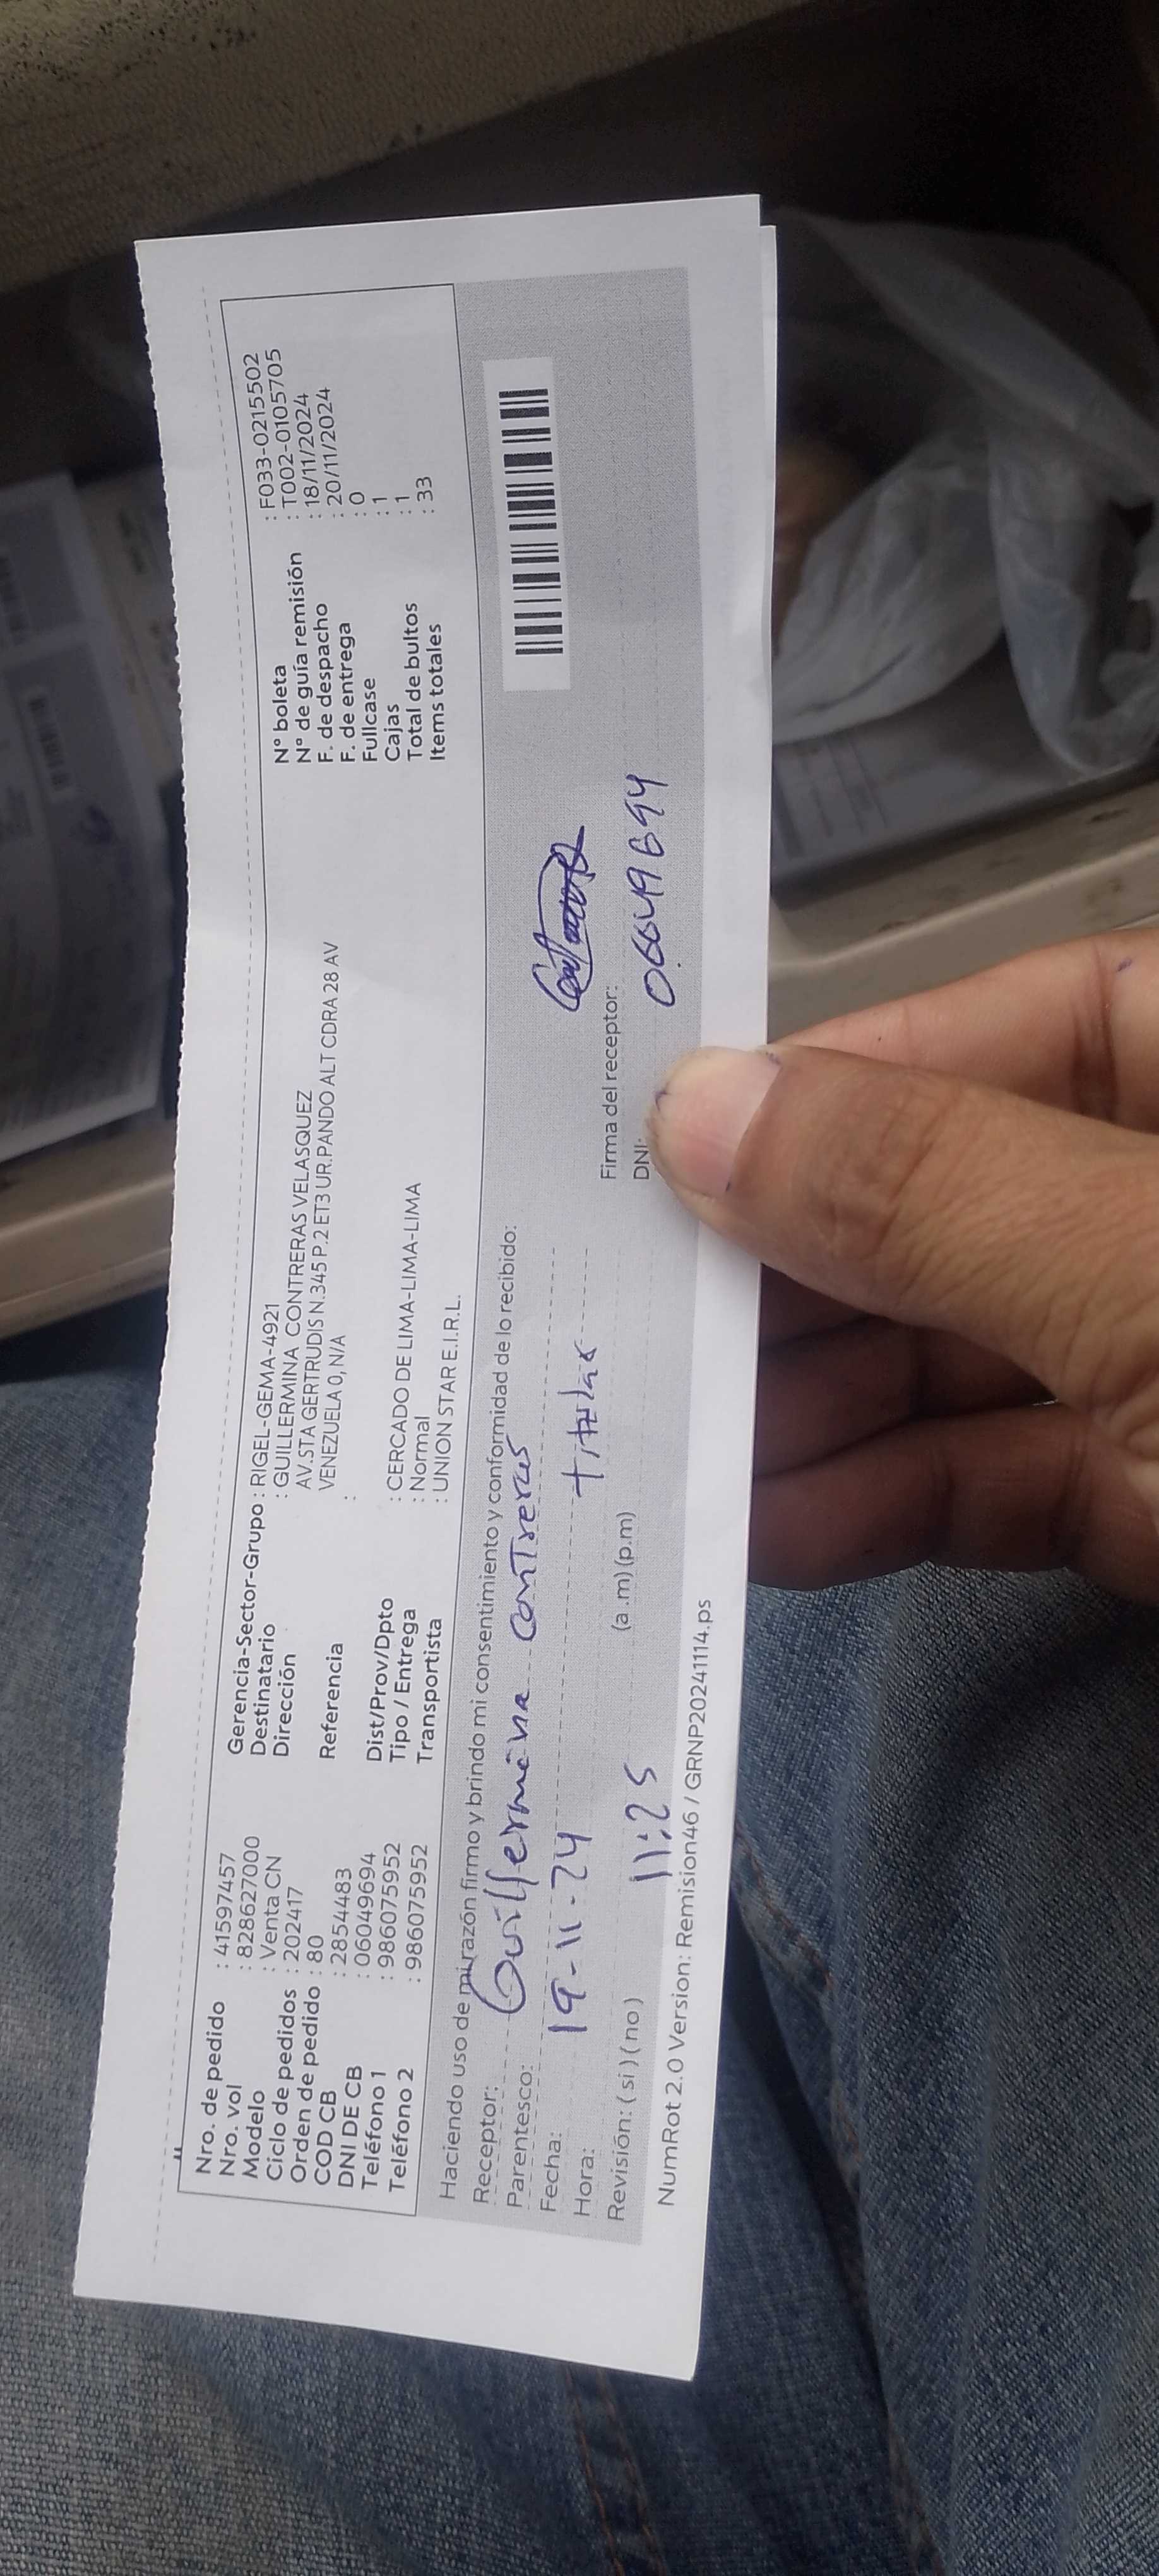 Nro. de pedido : 41597457
Nro. vol : 828627000
Modelo : Venta CN
Ciclo de pedidos : 202417
Orden de pedido : 80
COD CB : 2854483
DNI DE CB : 06049694
Teléfono 1 : 986075952
Teléfono 2 : 986075952
Gerencia-Sector-Grupo : RIGEL-GEMA-4921
Destinatario : GUILLERMINA CONTRERAS VELASQUEZ
Dirección AV.STA GERTRUDIS N.345 P.2 ET3 UR.PANDO ALT CDRA 28 AV
VENEZUELA 0, N/A
Referencia :
Dist/Prov/Dpto : CERCADO DE LIMA-LIMA-LIMA
Tipo / Entrega : Normal
Transportista : UNION STAR E.I.R.L.
N° boleta : F033-0215502
N° de guía remisión : T002-0105705
F. de despacho : 18/11/2024
F. de entrega : 20/11/2024
Fullcase : 0
Cajas : 1
Total de bultos : 1
Items totales : 33
Haciendo uso de mi razón firmo y brindo mi consentimiento y conformidad de lo recibido:
Receptor: Guillermina Contreras
Parentesco: titular
Fecha: 19-11-24
Hora: 11:25 (a.m) (p.m)
Revisión: ( si ) ( no )
Firma del receptor:
DNI:
NumRot 2.0 Version: Remision46 / GRNP20241114.ps